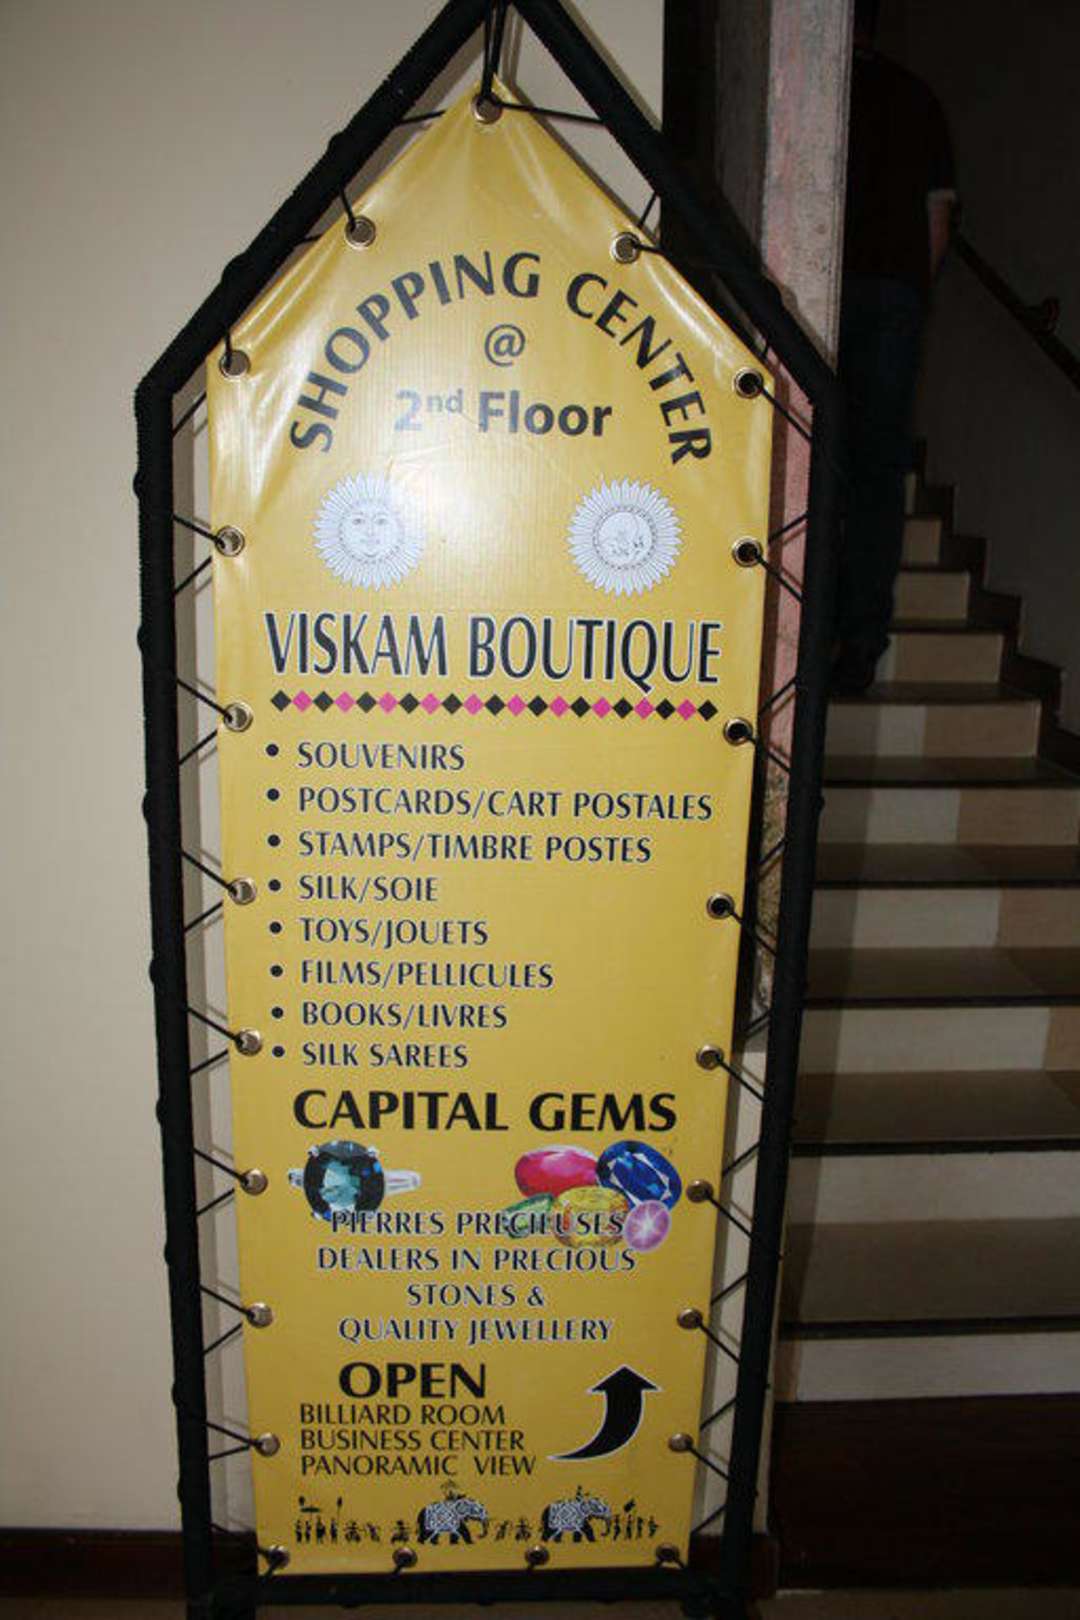 SHOPPING CENTER
@
2nd Floor
VISKAM BOUTIQUE
• SOUVENIRS
• POSTCARDS/CART POSTALES
• STAMPS/TIMBRE POSTES
• SILK/SOIE
• TOYS/JOUETS
• FILMS/PELLICULES
• BOOKS/LIVRES
• SILK SAREES
CAPITAL GEMS
PIERRES PRECIEUSES
DEALERS IN PRECIOUS
STONES &
QUALITY JEWELLERY
OPEN
BILLIARD ROOM
BUSINESS CENTER
PANORAMIC VIEW